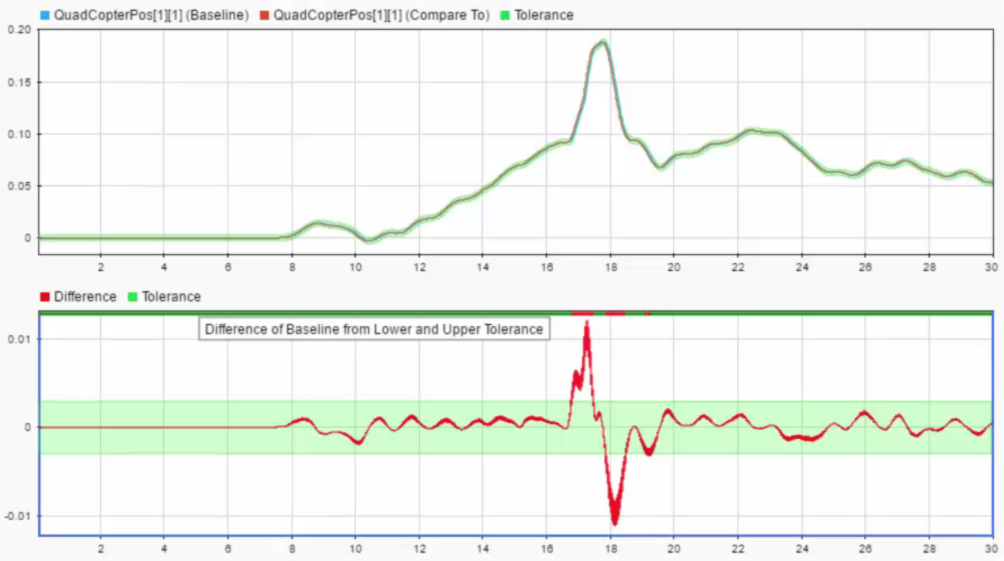 QuadCopterPos[1][1] (Baseline) QuadCopterPos[1][1] (Compare To) Tolerance
0.20
0.15
0.10
0.05
0
2 4 6 8 10 12 14 16 18 20 22 24 26 28 30
Difference Tolerance
Difference of Baseline from Lower and Upper Tolerance
0.01
0
-0.01
2 4 6 8 10 12 14 16 18 20 22 24 26 28 30